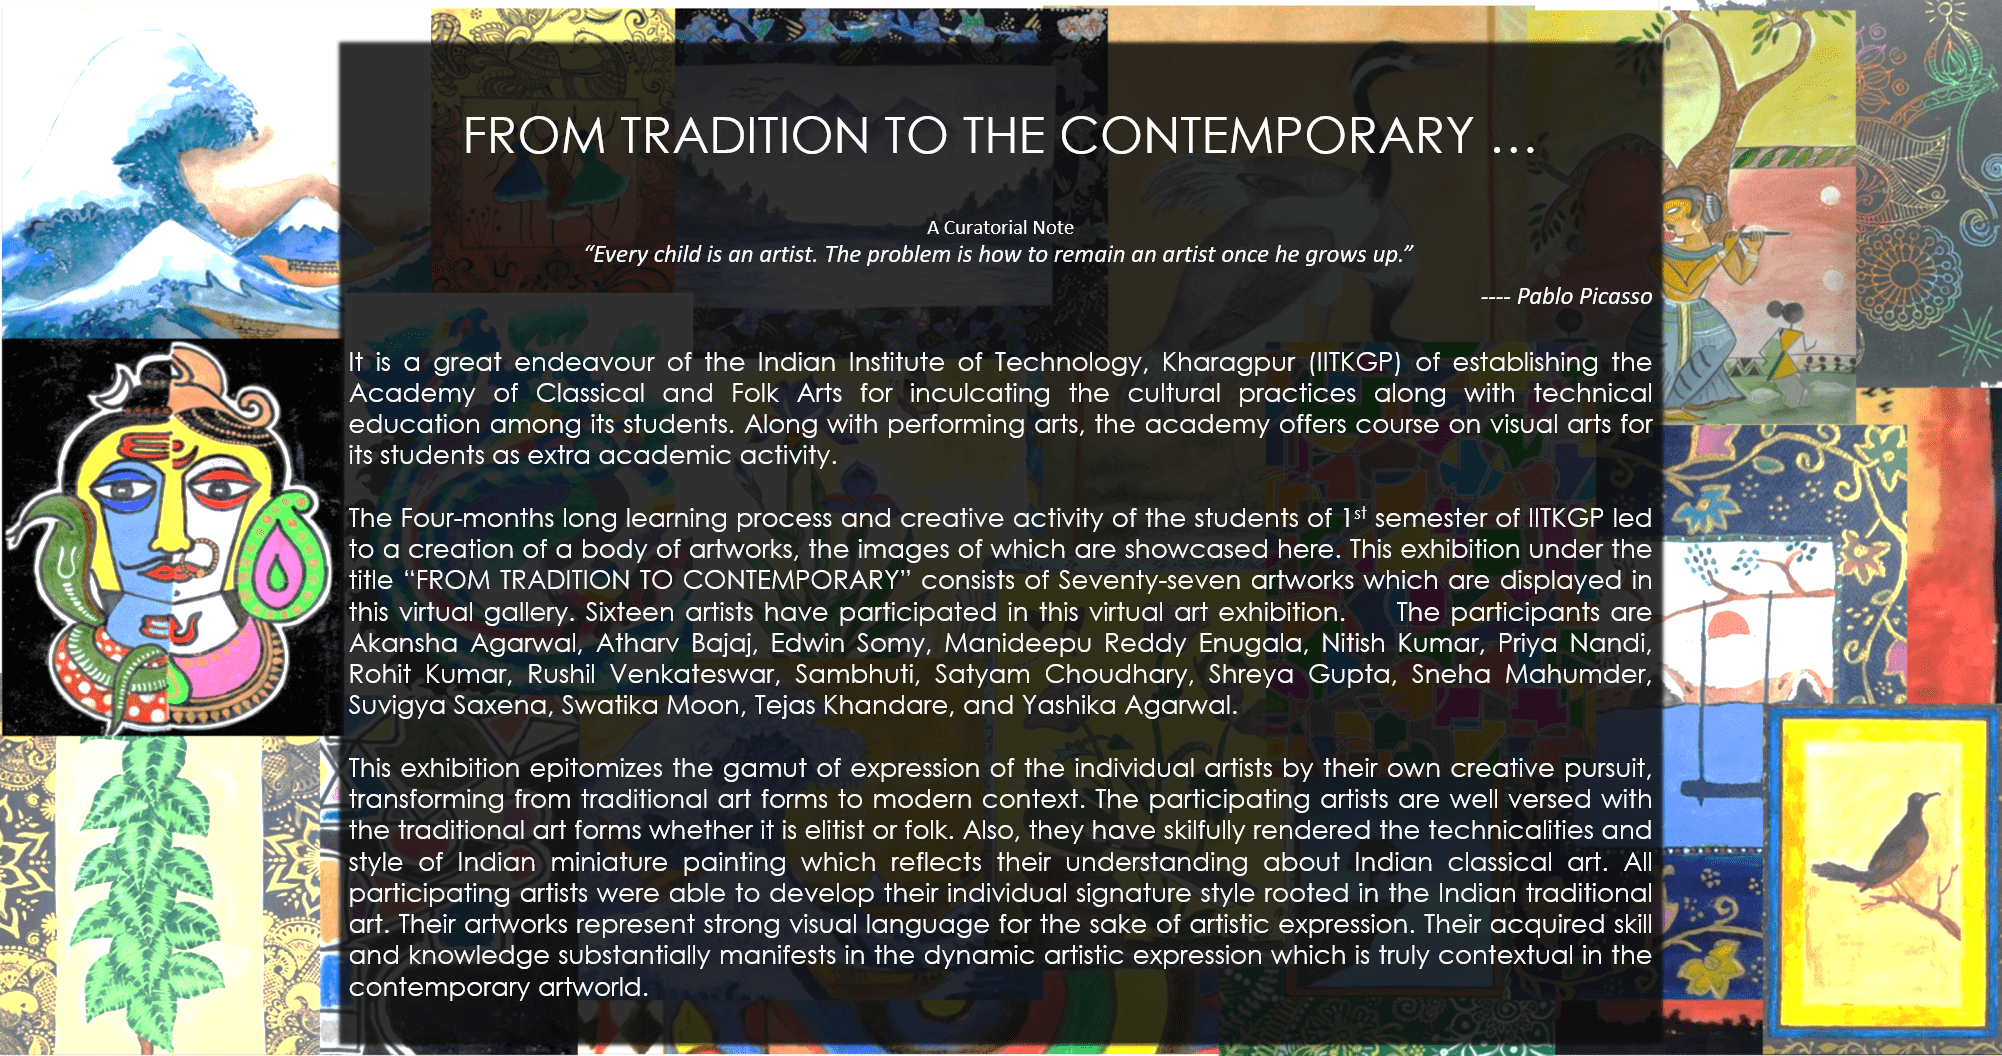 FROM TRADITION TO THE CONTEMPORARY ...
A Curatorial Note
“Every child is an artist. The problem is how to remain an artist once he grows up.”
---- Pablo Picasso
It is a great endeavour of the Indian Institute of Technology, Kharagpur (IITKGP) of establishing the
Academy of Classical and Folk Arts for inculcating the cultural practices along with technical
education among its students. Along with performing arts, the academy offers course on visual arts for
its students as extra academic activity.
The Four-months long learning process and creative activity of the students of 1st semester of IITKGP led
to a creation of a body of artworks, the images of which are showcased here. This exhibition under the
title “FROM TRADITION TO CONTEMPORARY” consists of Seventy-seven artworks which are displayed in
this virtual gallery. Sixteen artists have participated in this virtual art exhibition. The participants are
Akansha Agarwal, Atharv Bajaj, Edwin Somy, Manideepu Reddy Enugala, Nitish Kumar, Priya Nandi,
Rohit Kumar, Rushil Venkateswar, Sambhuti, Satyam Choudhary, Shreya Gupta, Sneha Mahumder,
Suvigya Saxena, Swatika Moon, Tejas Khandare, and Yashika Agarwal.
This exhibition epitomizes the gamut of expression of the individual artists by their own creative pursuit,
transforming from traditional art forms to modern context. The participating artists are well versed with
the traditional art forms whether it is elitist or folk. Also, they have skilfully rendered the technicalities and
style of Indian miniature painting which reflects their understanding about Indian classical art. All
participating artists were able to develop their individual signature style rooted in the Indian traditional
art. Their artworks represent strong visual language for the sake of artistic expression. Their acquired skill
and knowledge substantially manifests in the dynamic artistic expression which is truly contextual in the
contemporary artworld.